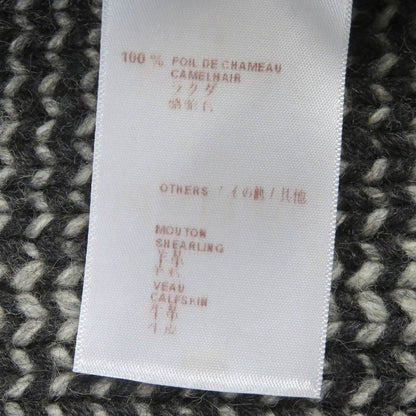 100 % POIL DE CHAMEAU
CAMELHAIR
ラクダ
骆驼毛
OTHERS / その他 / 其他
MOUTON
SHEARLING
羊革
羊皮
VEAU
CALFSKIN
牛革
牛皮